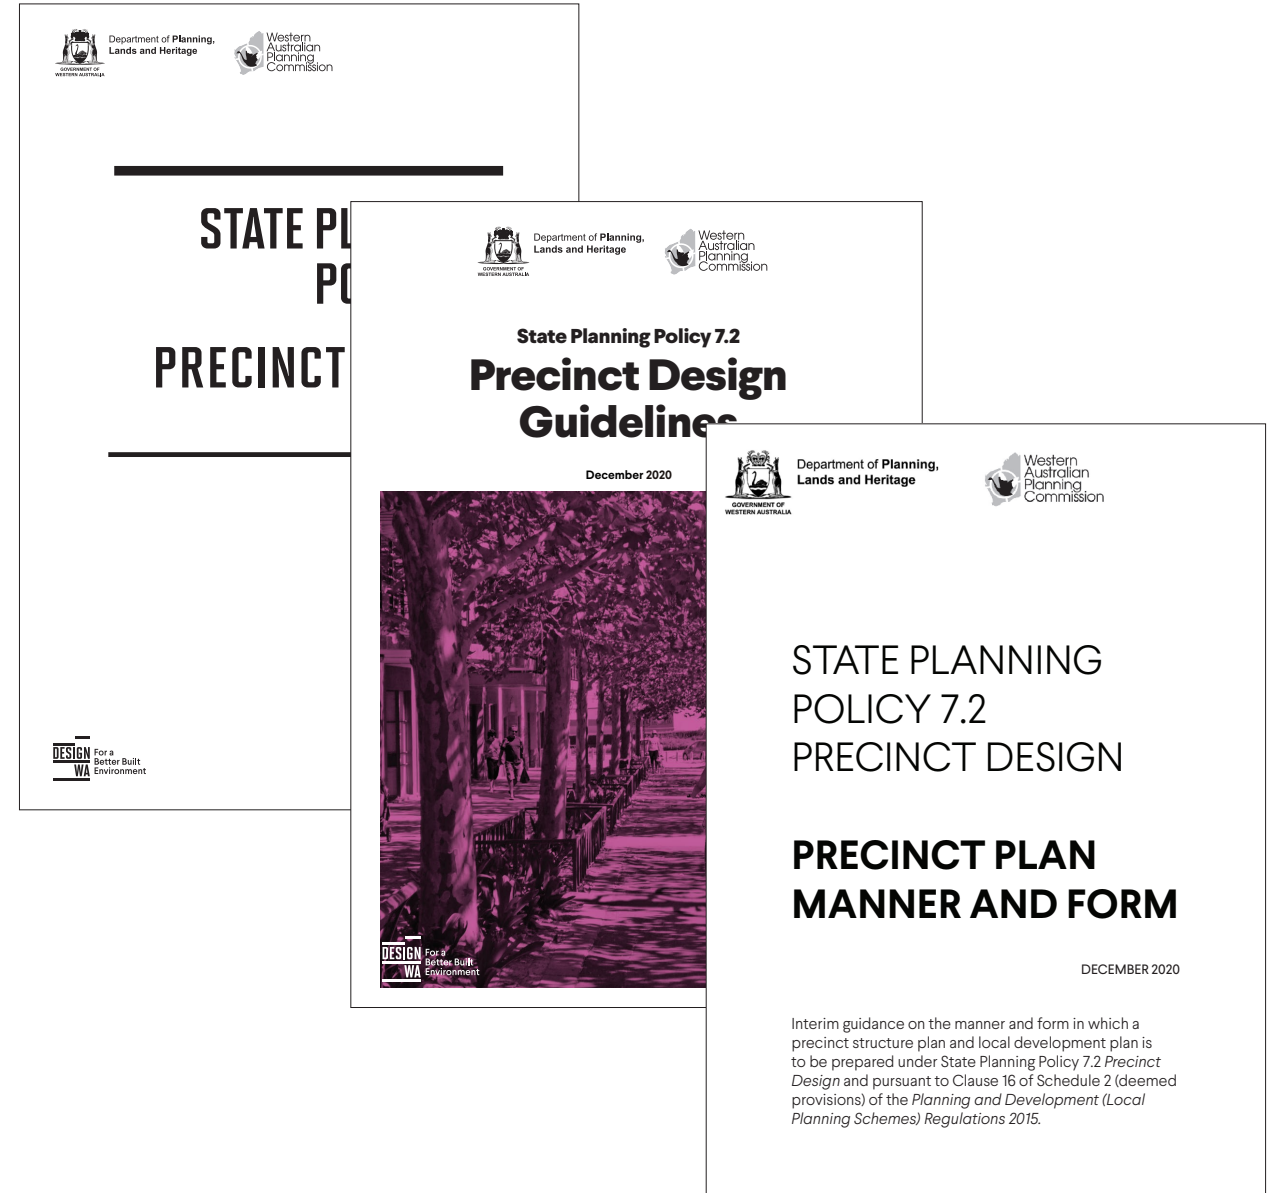 Department of Planning,
Lands and Heritage
GOVERNMENT OF
WESTERN AUSTRALIA
Western
Australian
Planning
Commission
STATE
PRECINCT
DESIGN
WA
For a
Better Built
Environment
Department of Planning,
Lands and Heritage
GOVERNMENT OF
WESTERN AUSTRALIA
Western
Australian
Planning
Commission
State Planning Policy 7.2
Precinct Design
Guidelines
December 2020
DESIGN
WA
For a
Better Built
Environment
Department of Planning,
Lands and Heritage
GOVERNMENT OF
WESTERN AUSTRALIA
Western
Australian
Planning
Commission
STATE PLANNING
POLICY 7.2
PRECINCT DESIGN
PRECINCT PLAN
MANNER AND FORM
DECEMBER 2020
Interim guidance on the manner and form in which a
precinct structure plan and local development plan is
to be prepared under State Planning Policy 7.2 Precinct
Design and pursuant to Clause 16 of Schedule 2 (deemed
provisions) of the Planning and Development (Local
Planning Schemes) Regulations 2015.